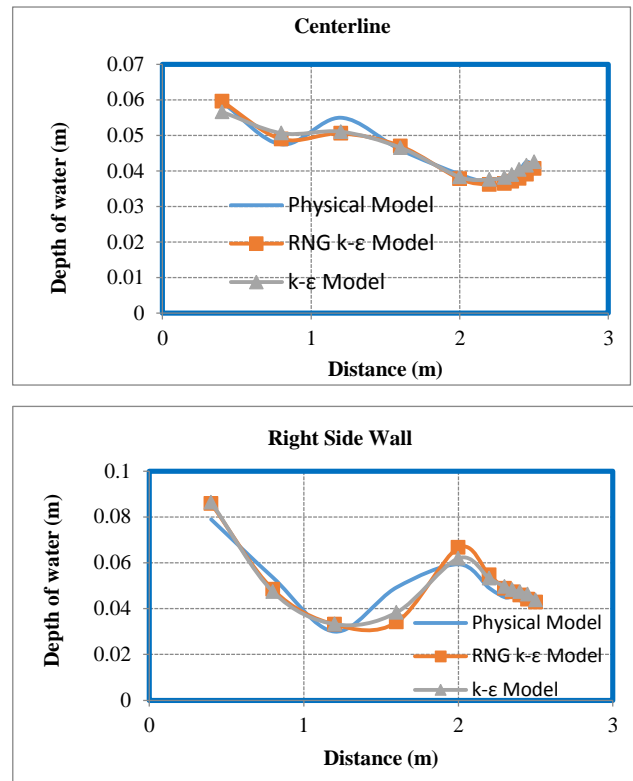 Centerline
0.07
0.06
0.05
0.04
0.03
0.02
0.01
0
0 1 2 3
Depth of water (m)
Distance (m)
Physical Model
RNG k-ε Model
k-ε Model
Right Side Wall
0.1
0.08
0.06
0.04
0.02
0
0 1 2 3
Depth of water (m)
Distance (m)
Physical Model
RNG k-ε Model
k-ε Model